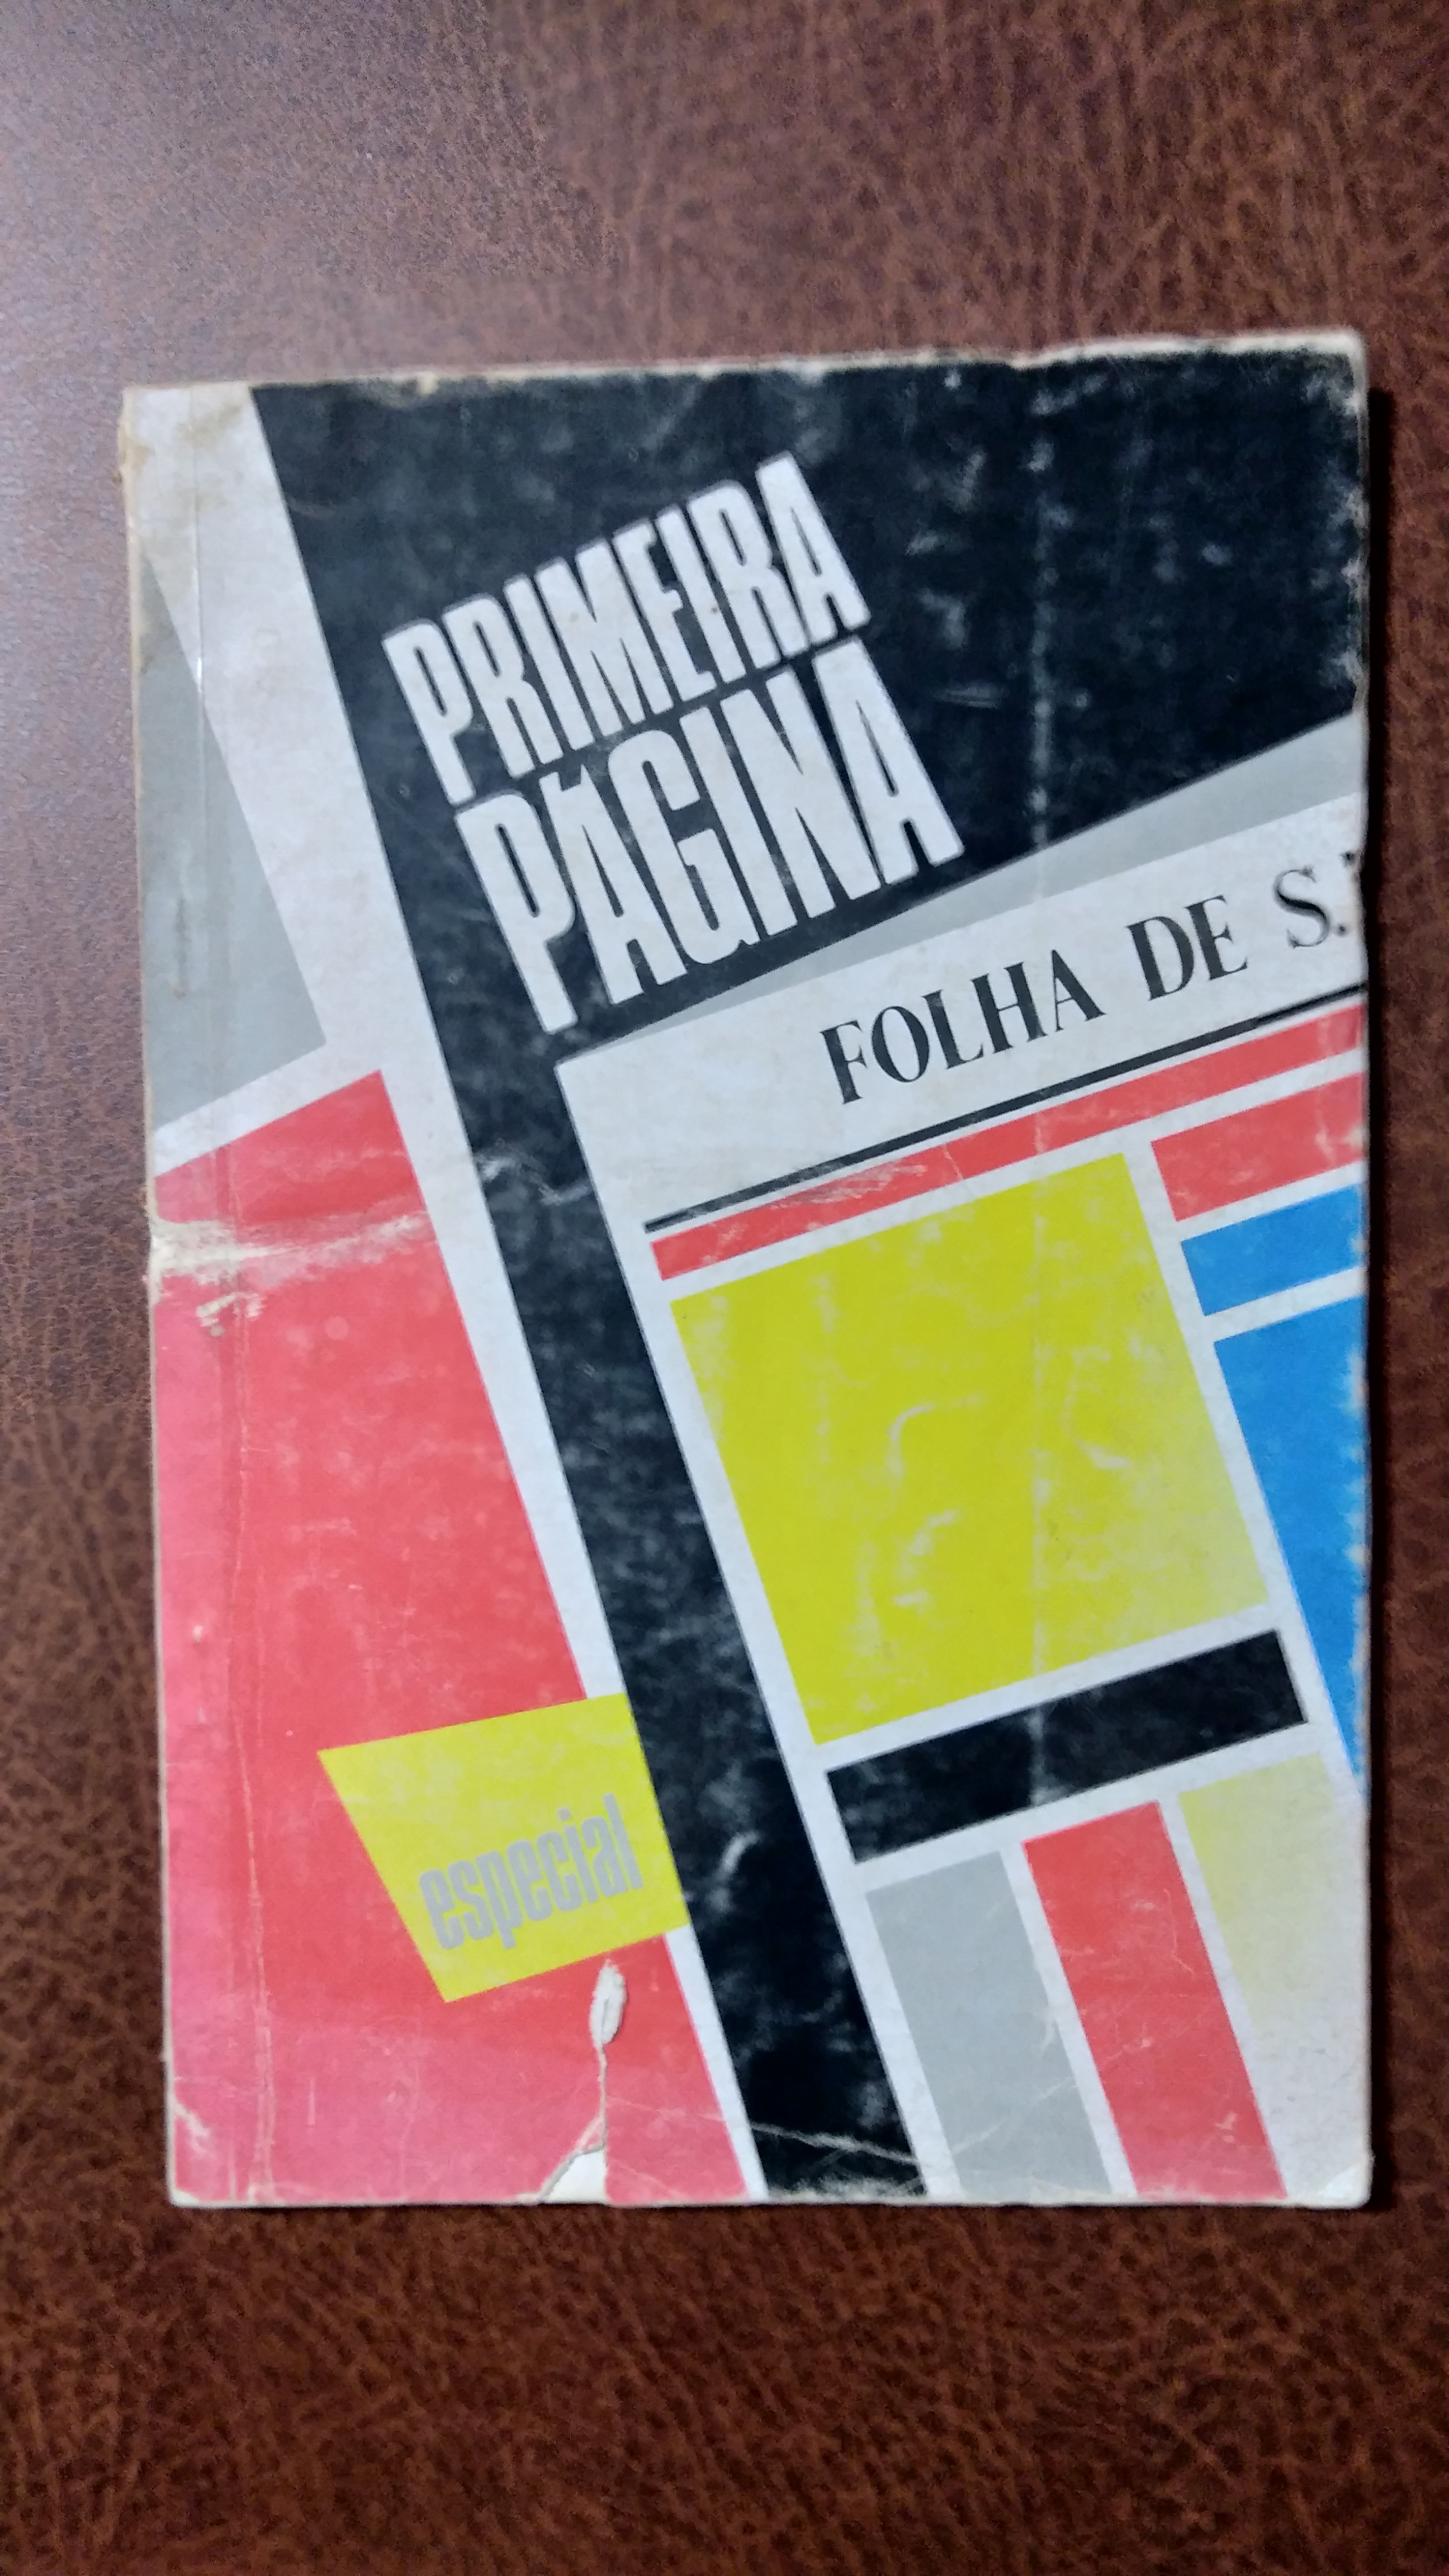 PRIMEIRA
PÁGINA
FOLHA DE S.
especial